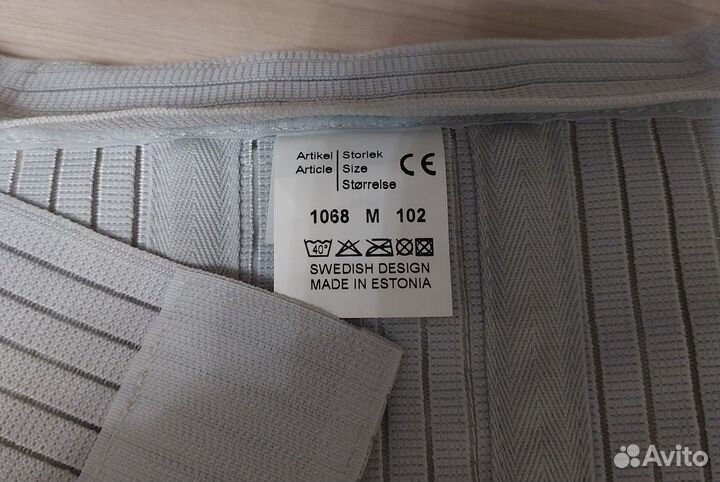 Artikel Storlek CE
Article Size
Størrelse
1068 M 102
40°
SWEDISH DESIGN
MADE IN ESTONIA
Avito